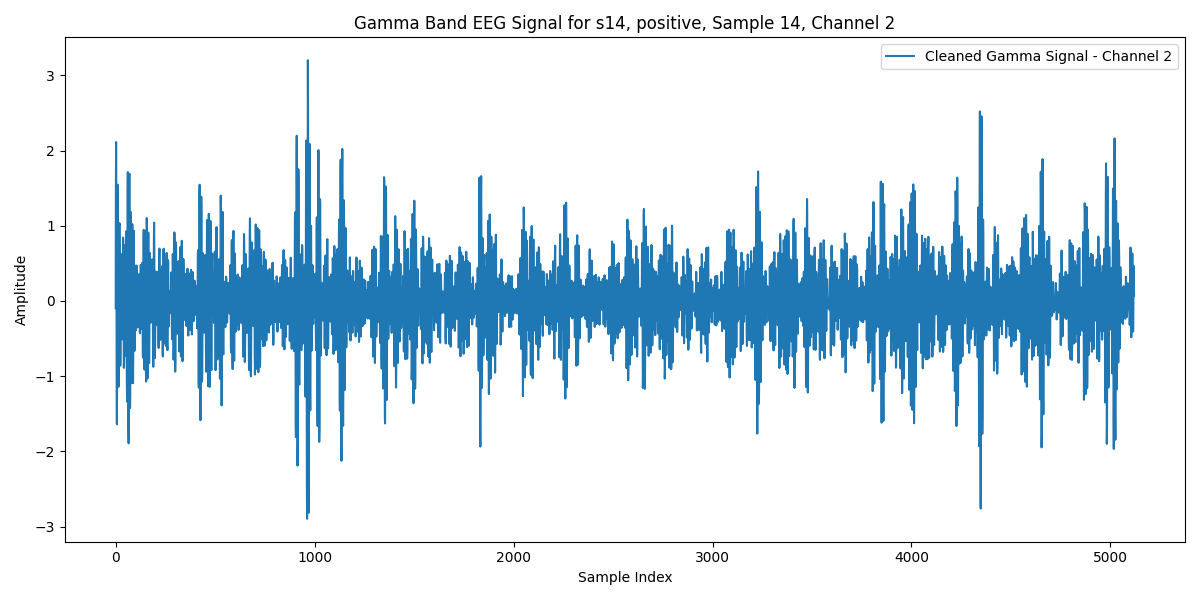 Gamma Band EEG Signal for s14, positive, Sample 14, Channel 2
Cleaned Gamma Signal - Channel 2
3
2
1
0
−1
−2
−3
Amplitude
0 1000 2000 3000 4000 5000
Sample Index